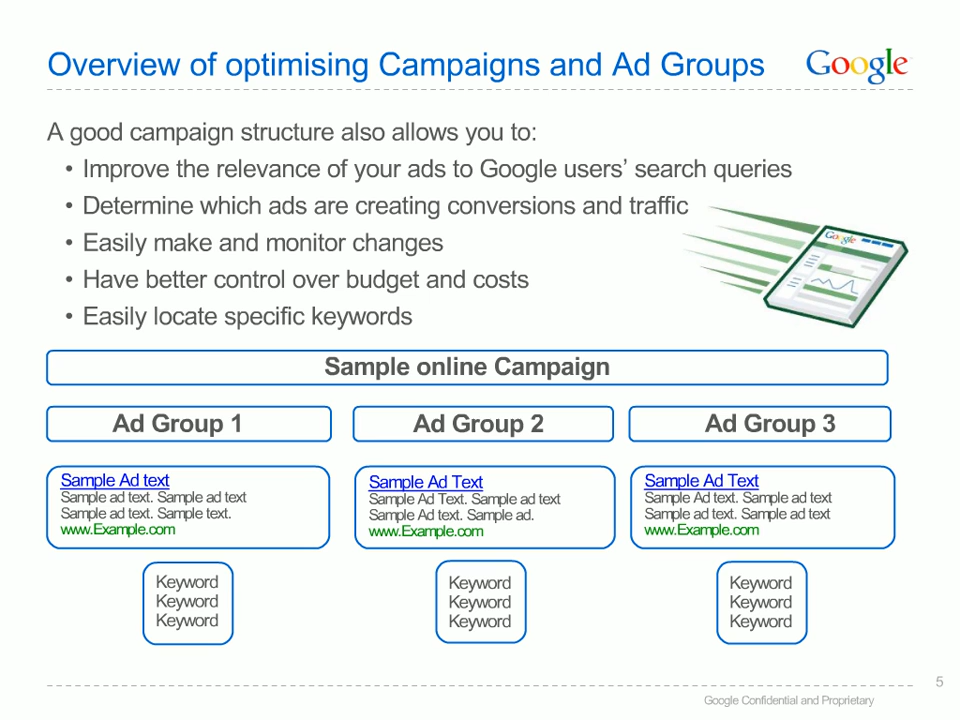 Overview of optimising Campaigns and Ad Groups
Google
A good campaign structure also allows you to:
• Improve the relevance of your ads to Google users’ search queries
• Determine which ads are creating conversions and traffic
• Easily make and monitor changes
• Have better control over budget and costs
• Easily locate specific keywords
Google
Sample online Campaign
Ad Group 1
Ad Group 2
Ad Group 3
Sample Ad text
Sample ad text. Sample ad text
Sample ad text. Sample text.
www.Example.com
Sample Ad Text
Sample Ad Text. Sample ad text
Sample Ad text. Sample ad.
www.Example.com
Sample Ad Text
Sample Ad text. Sample ad text
Sample ad text. Sample ad text
www.Example.com
Keyword
Keyword
Keyword
Keyword
Keyword
Keyword
Keyword
Keyword
Keyword
5
Google Confidential and Proprietary